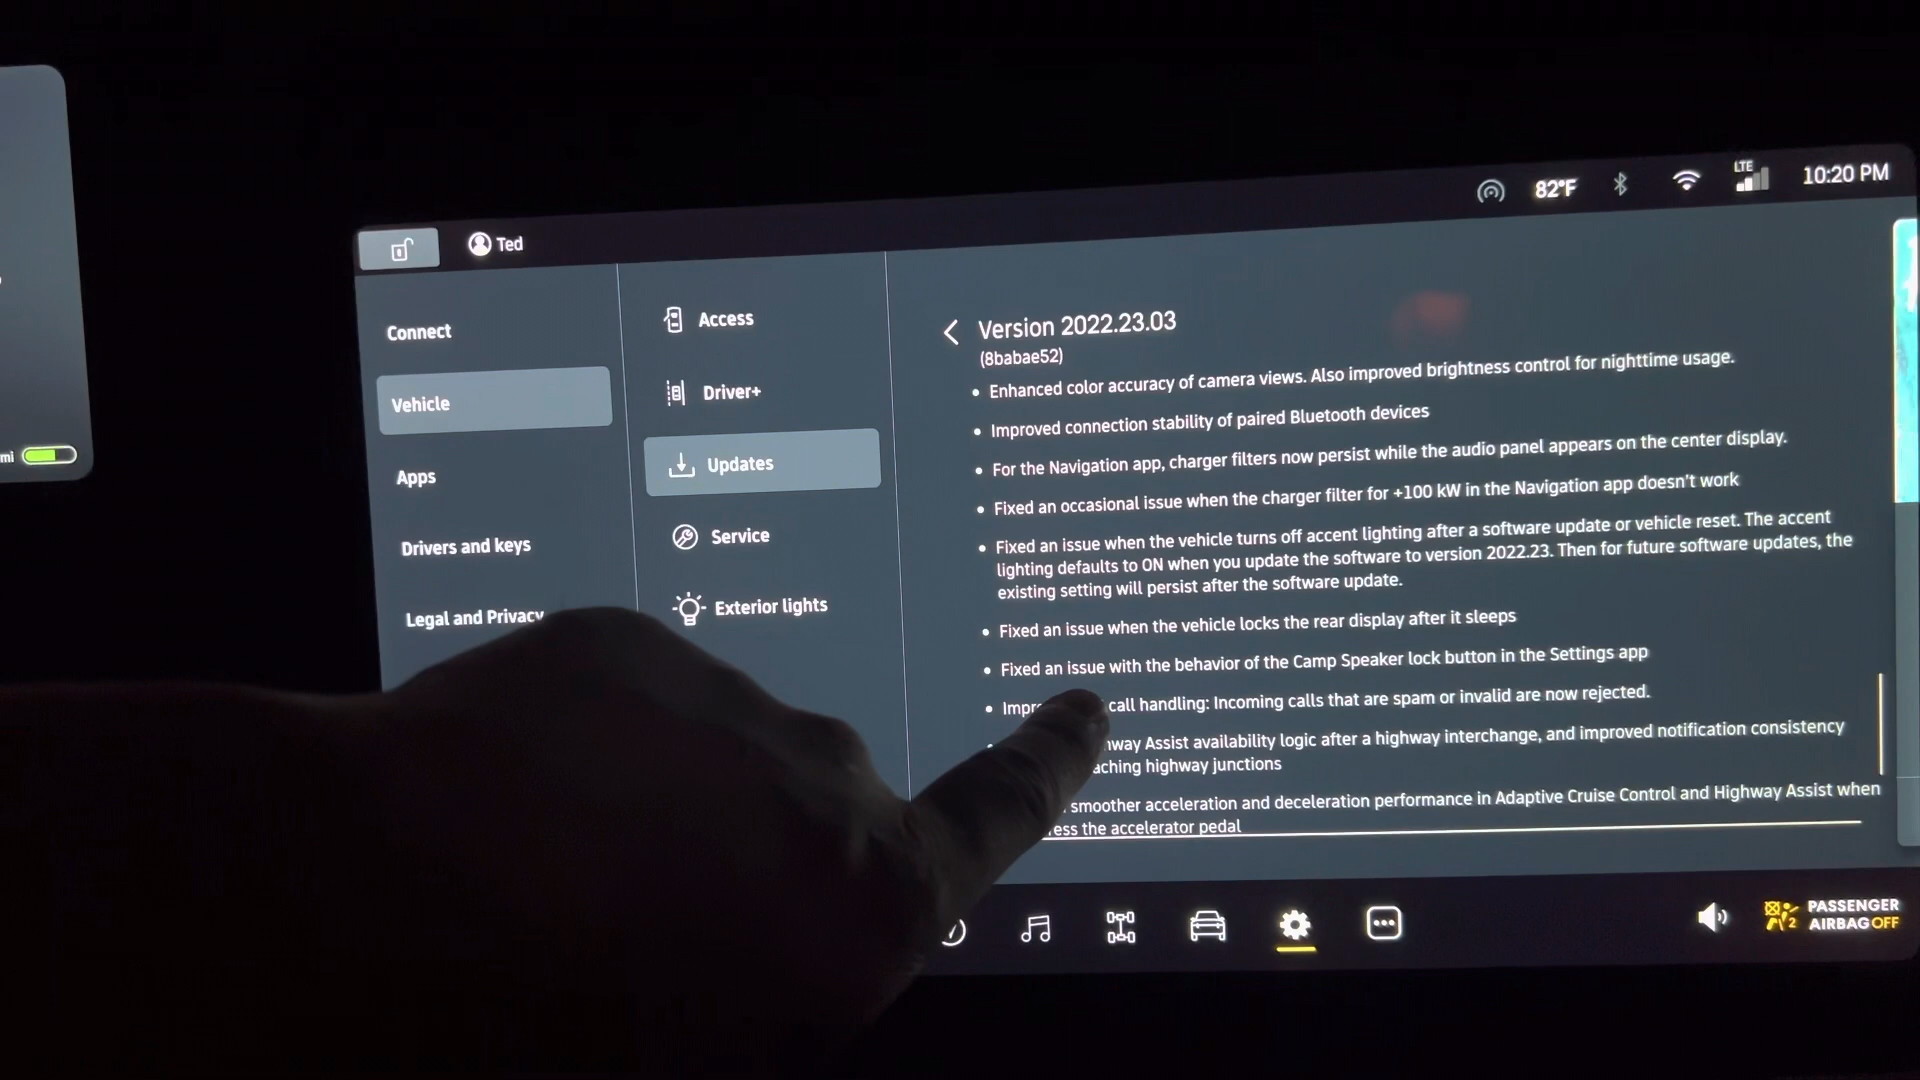 mi
Ted
82°F
LTE
10:20 PM
Connect
Vehicle
Apps
Drivers and keys
Legal and Privacy
Access
Driver+
Updates
Service
Exterior lights
Version 2022.23.03
(8babae52)
• Enhanced color accuracy of camera views. Also improved brightness control for nighttime usage.
• Improved connection stability of paired Bluetooth devices
• For the Navigation app, charger filters now persist while the audio panel appears on the center display.
• Fixed an occasional issue when the charger filter for +100 kW in the Navigation app doesn't work
• Fixed an issue when the vehicle turns off accent lighting after a software update or vehicle reset. The accent
lighting defaults to ON when you update the software to version 2022.23. Then for future software updates, the
existing setting will persist after the software update.
• Fixed an issue when the vehicle locks the rear display after it sleeps
• Fixed an issue with the behavior of the Camp Speaker lock button in the Settings app
• call handling: Incoming calls that are spam or invalid are now rejected.
• Assist availability logic after a highway interchange, and improved notification consistency
highway junctions
smoother acceleration and deceleration performance in Adaptive Cruise Control and Highway Assist when
the accelerator pedal
PASSENGER
AIRBAG OFF
2